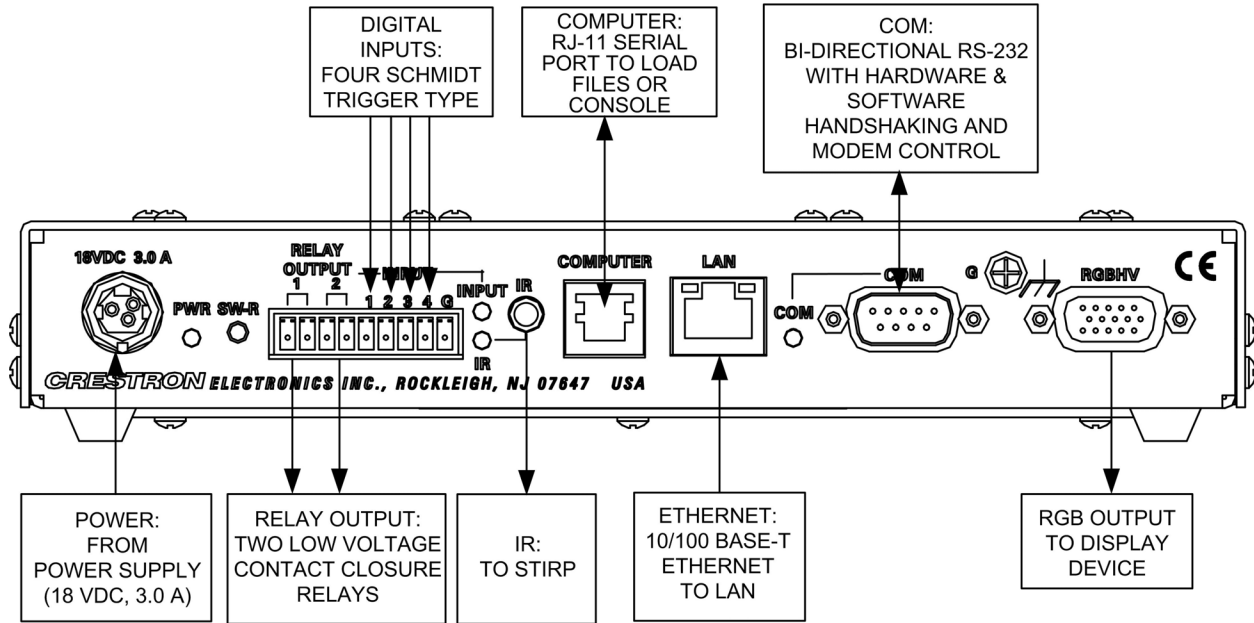 DIGITAL
INPUTS:
FOUR SCHMIDT
TRIGGER TYPE
COMPUTER:
RJ-11 SERIAL
PORT TO LOAD
FILES OR
CONSOLE
COM:
BI-DIRECTIONAL RS-232
WITH HARDWARE &
SOFTWARE
HANDSHAKING AND
MODEM CONTROL
18VDC 3.0 A
PWR
SW-R
RELAY
OUTPUT
1 2
INPUT
1 2 3 4 G
INPUT
IR
IR
COMPUTER
LAN
COM
COM
G
RGBHV
CE
CRESTRON ELECTRONICS INC., ROCKLEIGH, NJ 07647 USA
POWER:
FROM
POWER SUPPLY
(18 VDC, 3.0 A)
RELAY OUTPUT:
TWO LOW VOLTAGE
CONTACT CLOSURE
RELAYS
IR:
TO STIRP
ETHERNET:
10/100 BASE-T
ETHERNET
TO LAN
RGB OUTPUT
TO DISPLAY
DEVICE